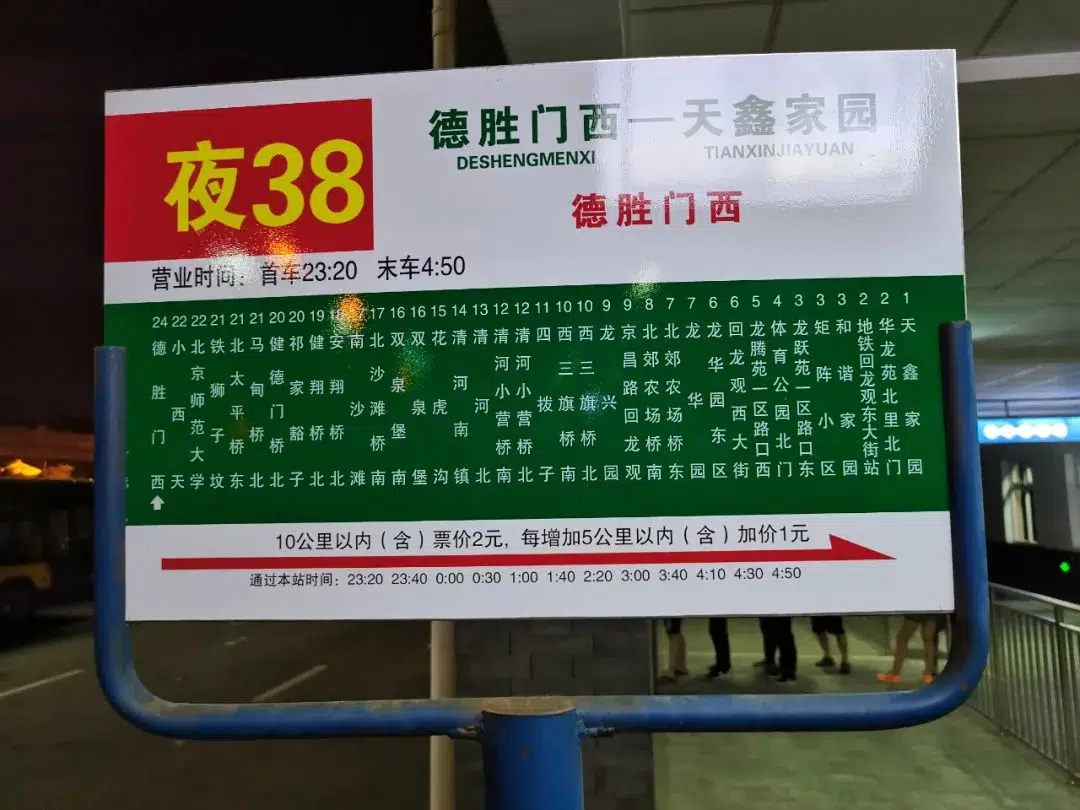 夜38
德胜门西—天鑫家园
DESHENGMENXI TIANXINJIAYUAN
德胜门西
营业时间：首车23:20 末车4:50
24 22 22 21 21 21 20 20 19 18 17 17 16 16 15 14 13 12 12 11 10 10 9 9 8 7 7 6 6 5 4 3 3 3 2 2 1
德胜门西
小西天
北京师范大学
铁狮子坟
北太平桥东
马甸桥北
健德门桥北
祁家豁子
健翔桥北
安翔桥北
南沙滩
北沙滩桥南
双泉堡南
双泉堡
花虎沟
清河南镇
清河北
清河小营桥南
清河小营桥北
四拨子
西三旗桥南
西三旗桥北
龙兴园
京昌路回龙观
北郊农场桥南
北郊农场桥东
龙华园
龙华园东区
回龙观西大街
龙腾苑一区路口西
体育公园北门
龙跃苑一区路口东
矩阵小区
和谐家园
地铁回龙观东大街站
华龙苑北里北门
天鑫家园
10公里以内（含）票价2元，每增加5公里以内（含）加价1元
通过本站时间：23:20 23:40 0:00 0:30 1:00 1:40 2:20 3:00 3:40 4:10 4:30 4:50